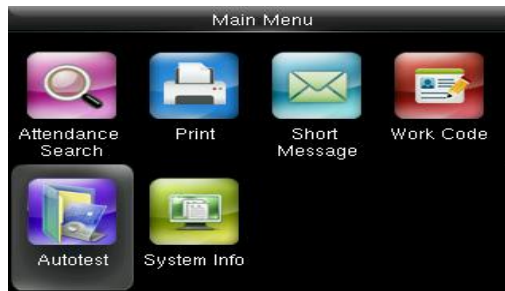 Main Menu
Attendance
Search
Print
Short
Message
Work Code
Autotest
System Info